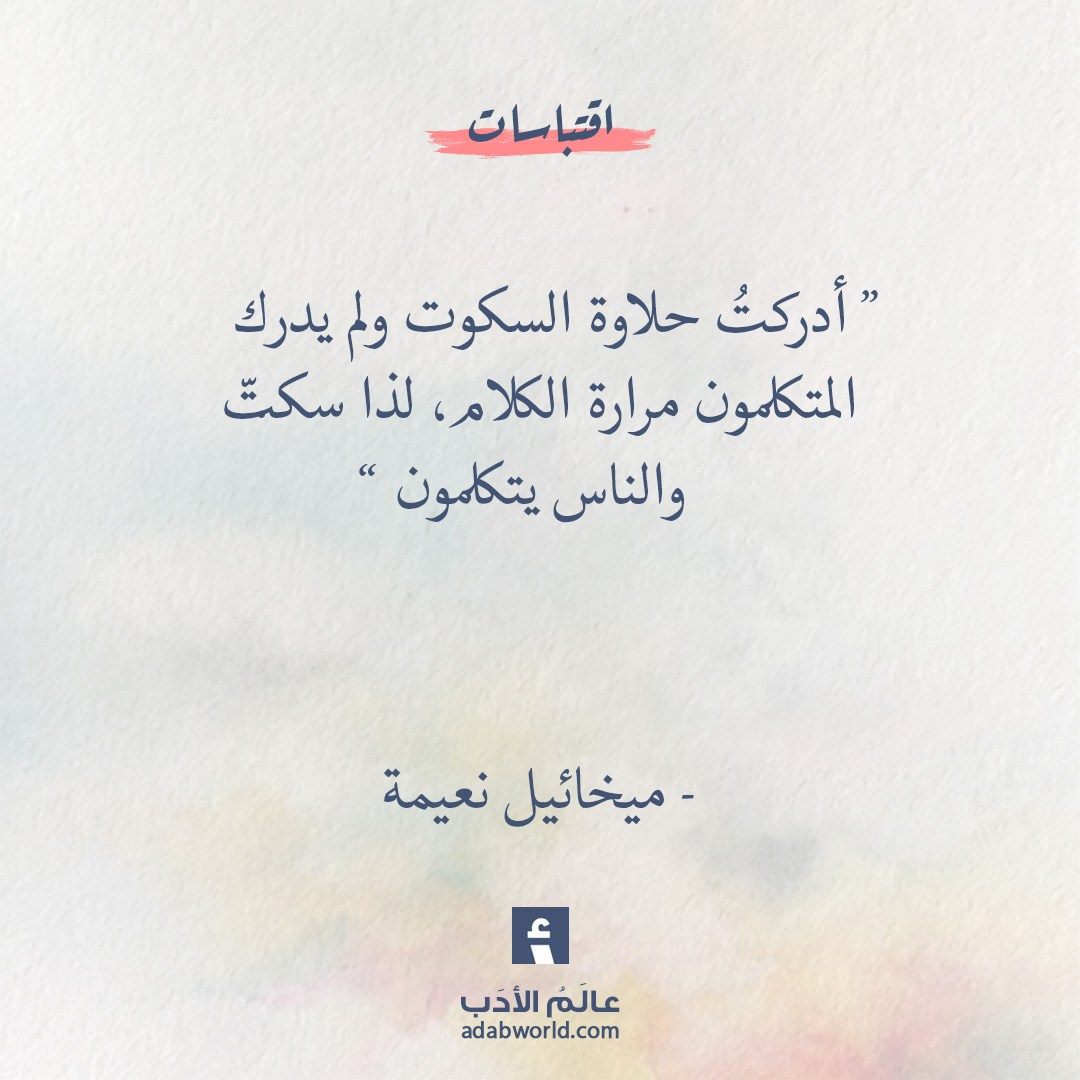 اقتباسات
” أدركتُ حلاوة السكوت ولم يدرك
المتكلمون مرارة الكلام، لذا سكتّ
والناس يتكلمون “
- ميخائيل نعيمة
أ
عالَمُ الأدَب
adabworld.com